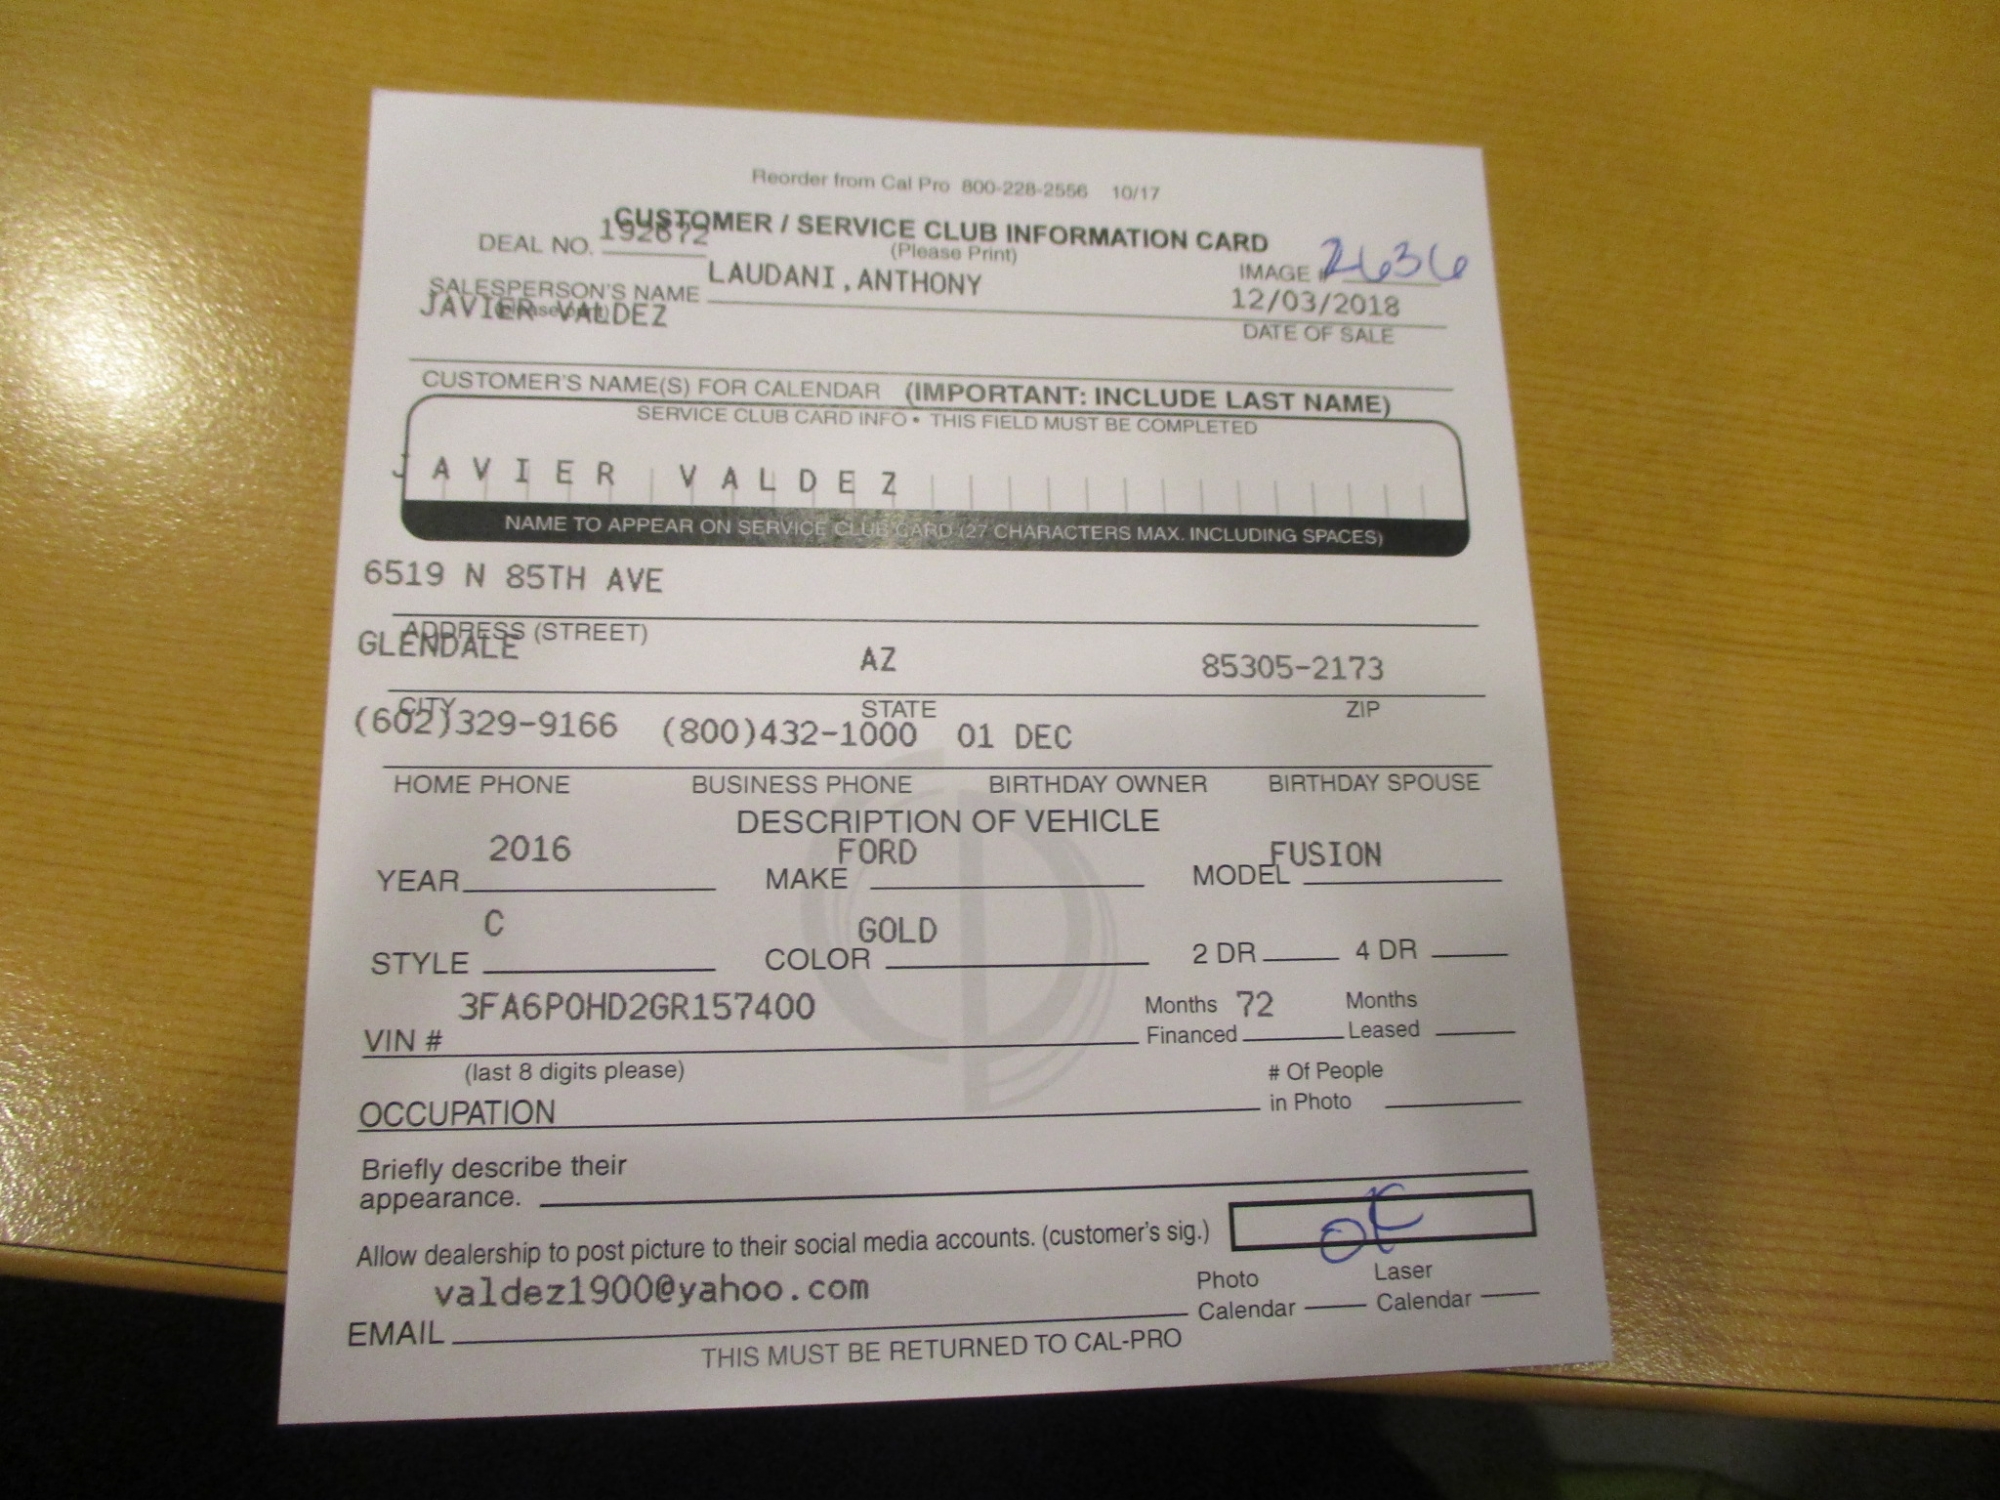 Reorder from Cal Pro 800-228-2556 10/17
CUSTOMER / SERVICE CLUB INFORMATION CARD
(Please Print)
DEAL NO. 192672
IMAGE # 2636
SALESPERSON'S NAME LAUDANI,ANTHONY
12/03/2018
JAVIER VALDEZ
DATE OF SALE
CUSTOMER'S NAME(S) FOR CALENDAR (IMPORTANT: INCLUDE LAST NAME)
SERVICE CLUB CARD INFO • THIS FIELD MUST BE COMPLETED
JAVIER VALDEZ
NAME TO APPEAR ON SERVICE CLUB CARD (27 CHARACTERS MAX. INCLUDING SPACES)
6519 N 85TH AVE
ADDRESS (STREET)
GLENDALE AZ 85305-2173
CITY STATE ZIP
(602)329-9166 (800)432-1000 01 DEC
HOME PHONE BUSINESS PHONE BIRTHDAY OWNER BIRTHDAY SPOUSE
DESCRIPTION OF VEHICLE
2016 FORD FUSION
YEAR MAKE MODEL
C GOLD
STYLE COLOR 2 DR 4 DR
3FA6P0HD2GR157400 Months 72 Months
VIN # Financed Leased
(last 8 digits please) # Of People
OCCUPATION in Photo
Briefly describe their
appearance.
Allow dealership to post picture to their social media accounts. (customer's sig.) OK
valdez1900@yahoo.com Photo Laser
EMAIL Calendar Calendar
THIS MUST BE RETURNED TO CAL-PRO